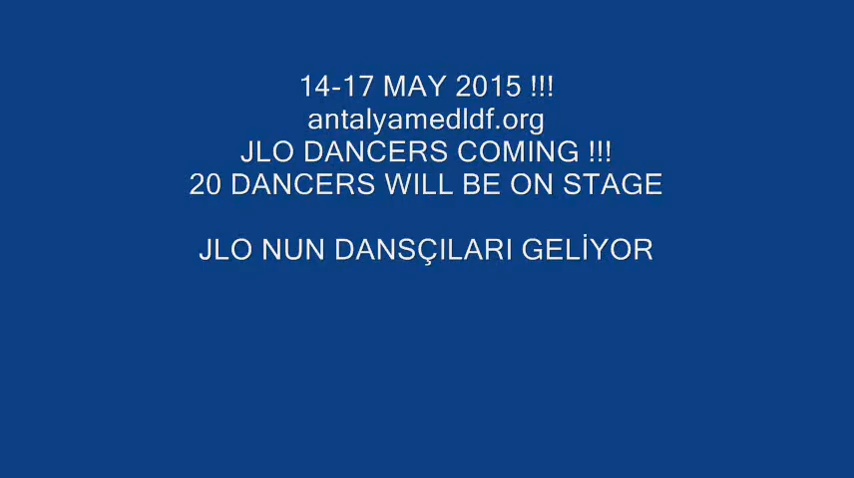 14-17 MAY 2015 !!!
antalyamedldf.org
JLO DANCERS COMING !!!
20 DANCERS WILL BE ON STAGE
JLO NUN DANSÇILARI GELİYOR